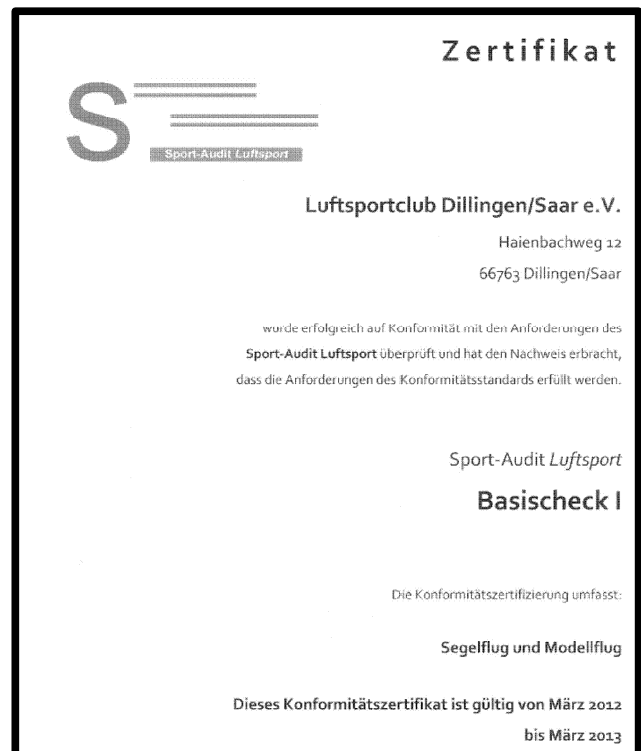 Zertifikat
S
Sport-Audit Luftsport
Luftsportclub Dillingen/Saar e.V.
Haienbachweg 12
66763 Dillingen/Saar
wurde erfolgreich auf Konformität mit den Anforderungen des
Sport-Audit Luftsport überprüft und hat den Nachweis erbracht,
dass die Anforderungen des Konformitätsstandards erfüllt werden.
Sport-Audit Luftsport
Basischeck I
Die Konformitätszertifizierung umfasst:
Segelflug und Modellflug
Dieses Konformitätszertifikat ist gültig von März 2012
bis März 2013